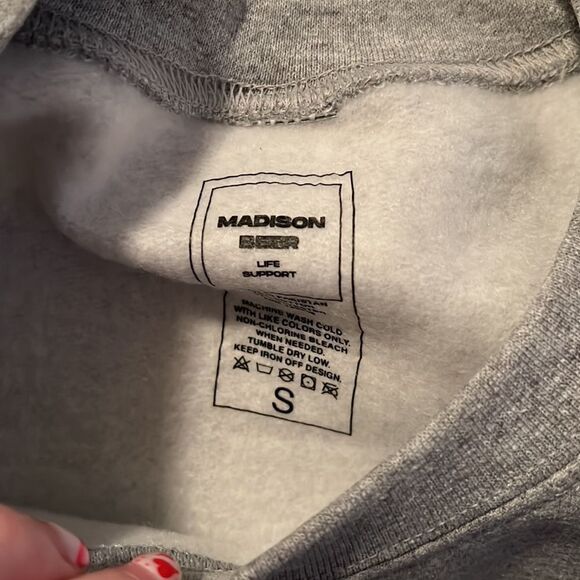 MADISON
BEER
LIFE
SUPPORT
MACHINE WASH COLD
WITH LIKE COLORS ONLY.
NON-CHLORINE BLEACH
WHEN NEEDED.
TUMBLE DRY LOW.
KEEP IRON OFF DESIGN.
S